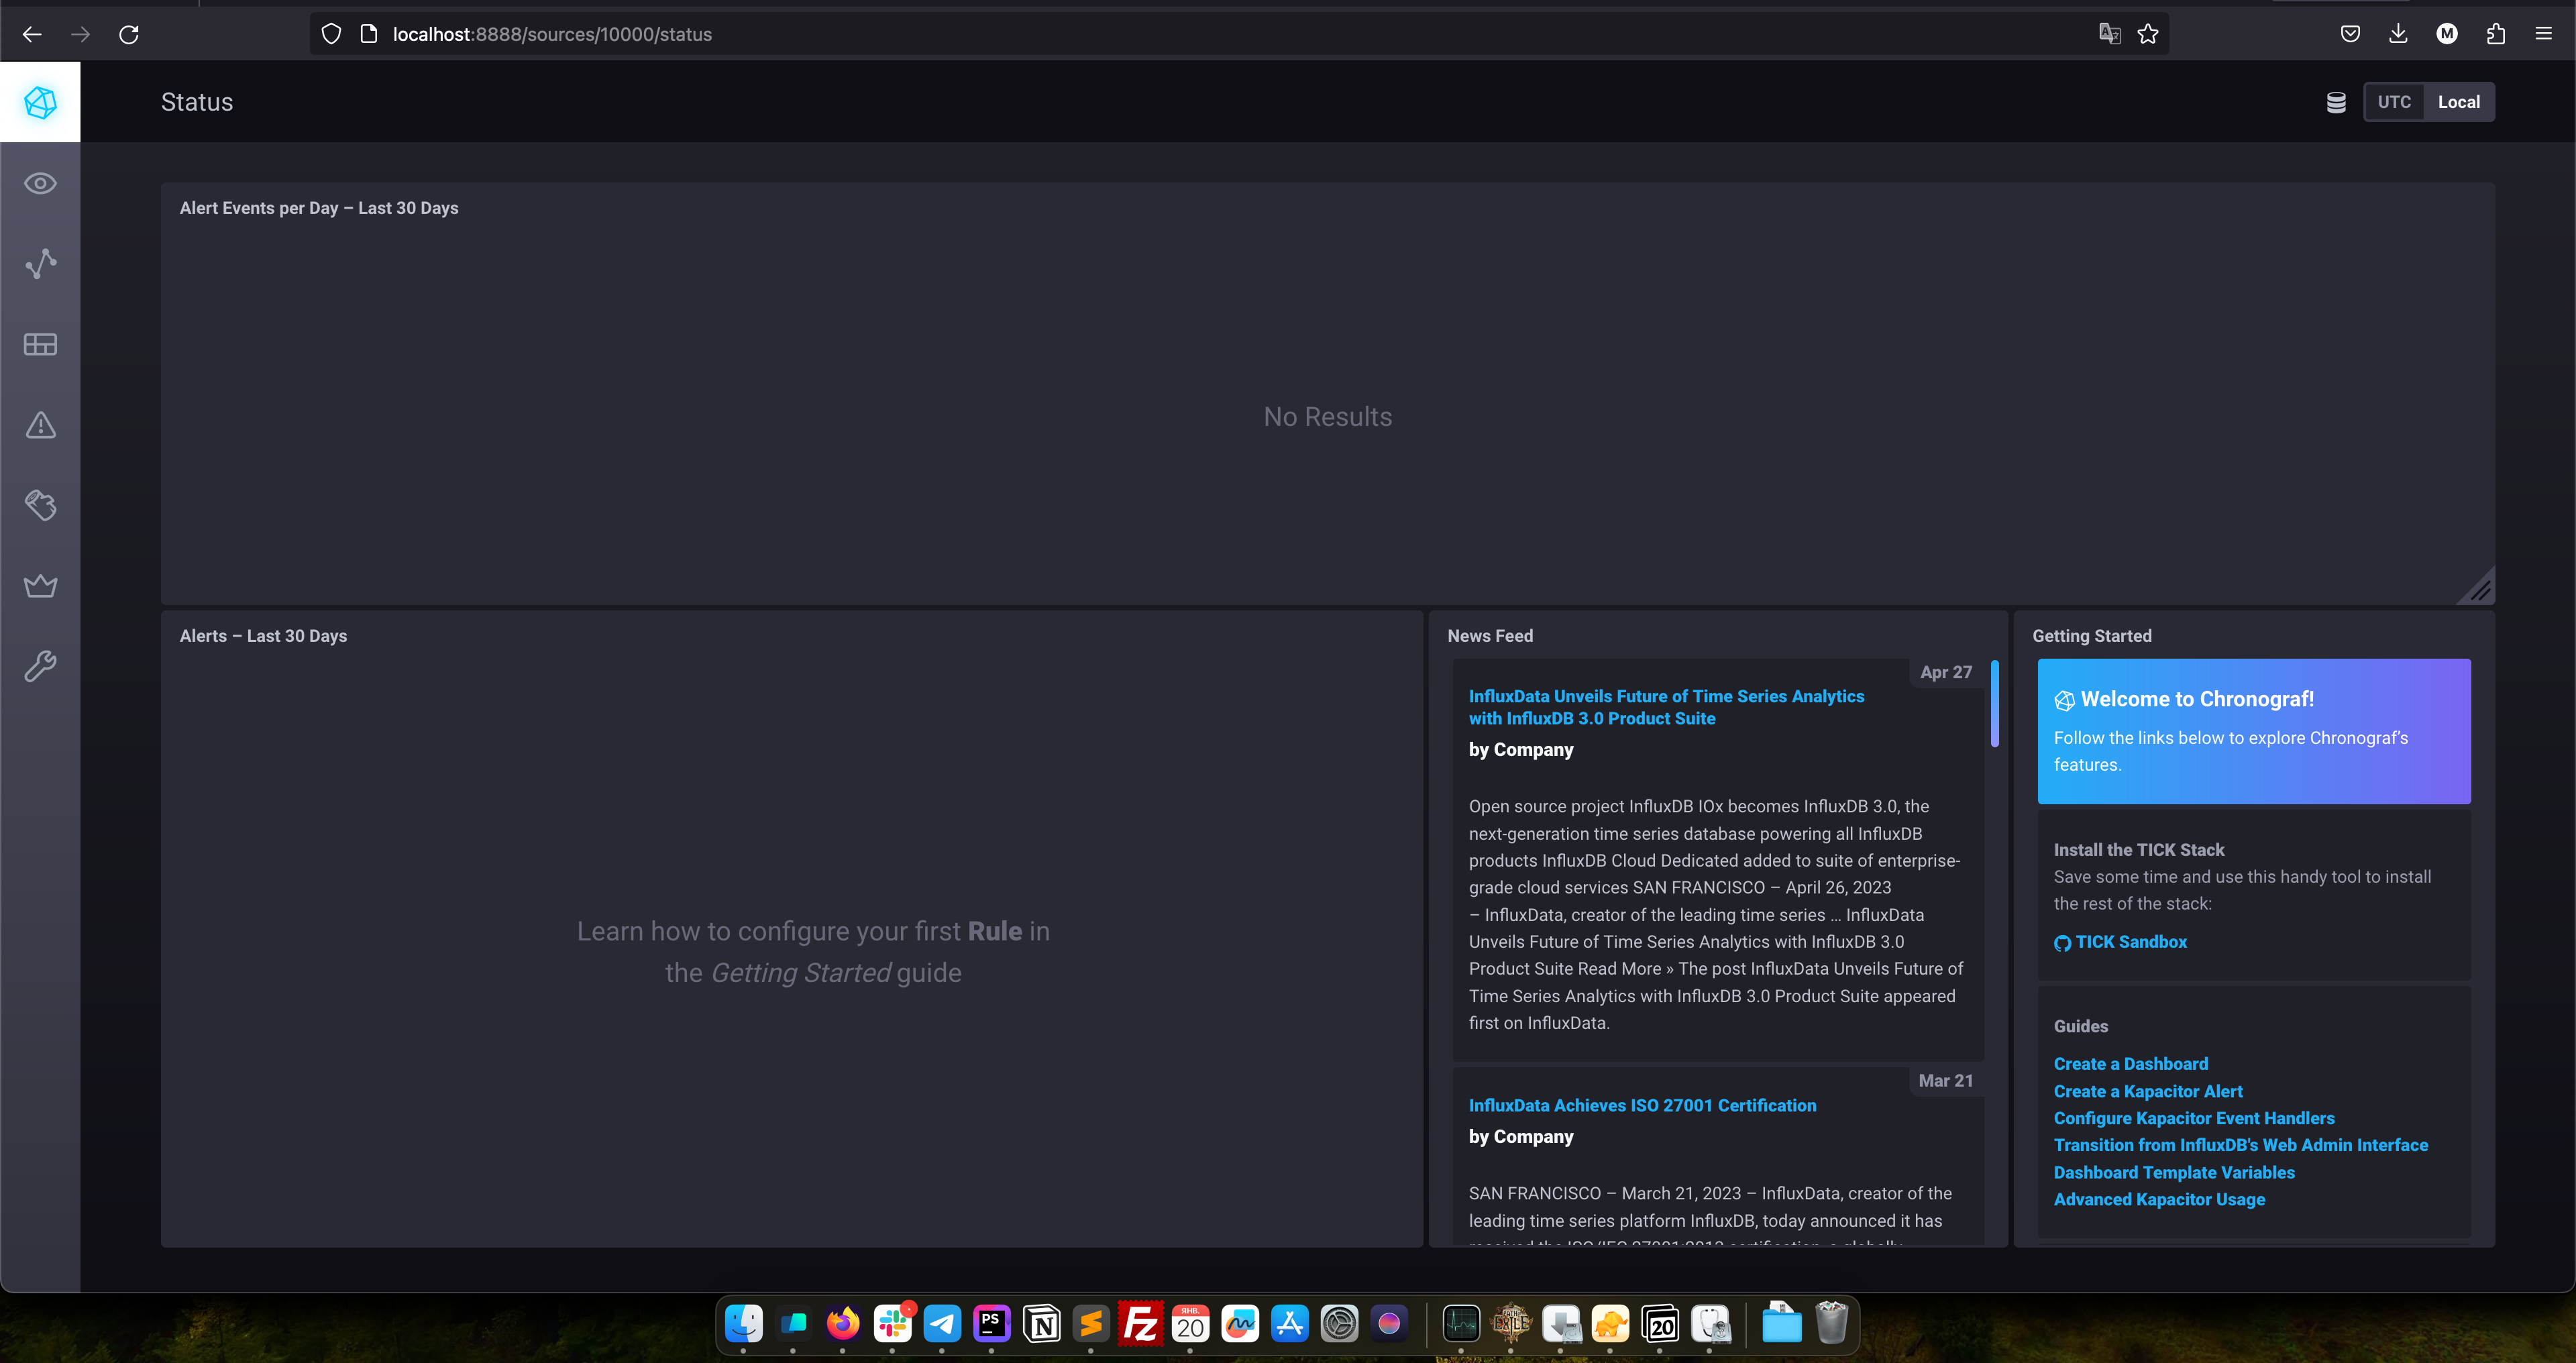 localhost:8888/sources/10000/status
M
Status
UTC
Local
Alert Events per Day – Last 30 Days
No Results
Alerts – Last 30 Days
Learn how to configure your first Rule in
the Getting Started guide
News Feed
Apr 27
InfluxData Unveils Future of Time Series Analytics
with InfluxDB 3.0 Product Suite
by Company
Open source project InfluxDB IOx becomes InfluxDB 3.0, the
next-generation time series database powering all InfluxDB
products InfluxDB Cloud Dedicated added to suite of enterprise-
grade cloud services SAN FRANCISCO – April 26, 2023
– InfluxData, creator of the leading time series ... InfluxData
Unveils Future of Time Series Analytics with InfluxDB 3.0
Product Suite Read More » The post InfluxData Unveils Future of
Time Series Analytics with InfluxDB 3.0 Product Suite appeared
first on InfluxData.
Mar 21
InfluxData Achieves ISO 27001 Certification
by Company
SAN FRANCISCO – March 21, 2023 – InfluxData, creator of the
leading time series platform InfluxDB, today announced it has
Getting Started
Welcome to Chronograf!
Follow the links below to explore Chronograf’s
features.
Install the TICK Stack
Save some time and use this handy tool to install
the rest of the stack:
TICK Sandbox
Guides
Create a Dashboard
Create a Kapacitor Alert
Configure Kapacitor Event Handlers
Transition from InfluxDB's Web Admin Interface
Dashboard Template Variables
Advanced Kapacitor Usage
PS
N
Fz
ЯНВ.
20
EXILE
20